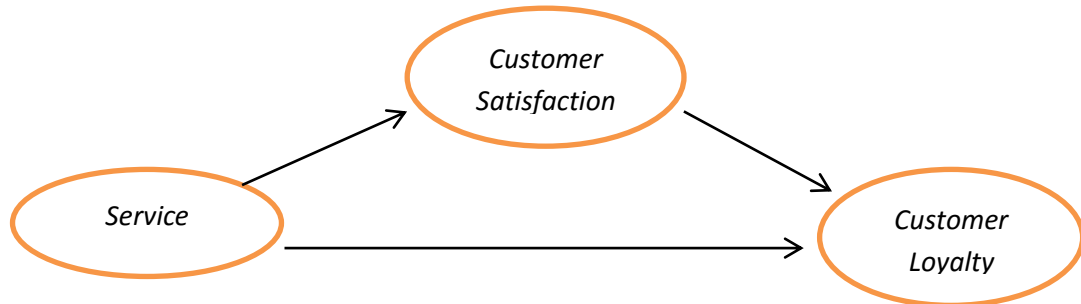 Customer
Satisfaction
Service
Customer
Loyalty